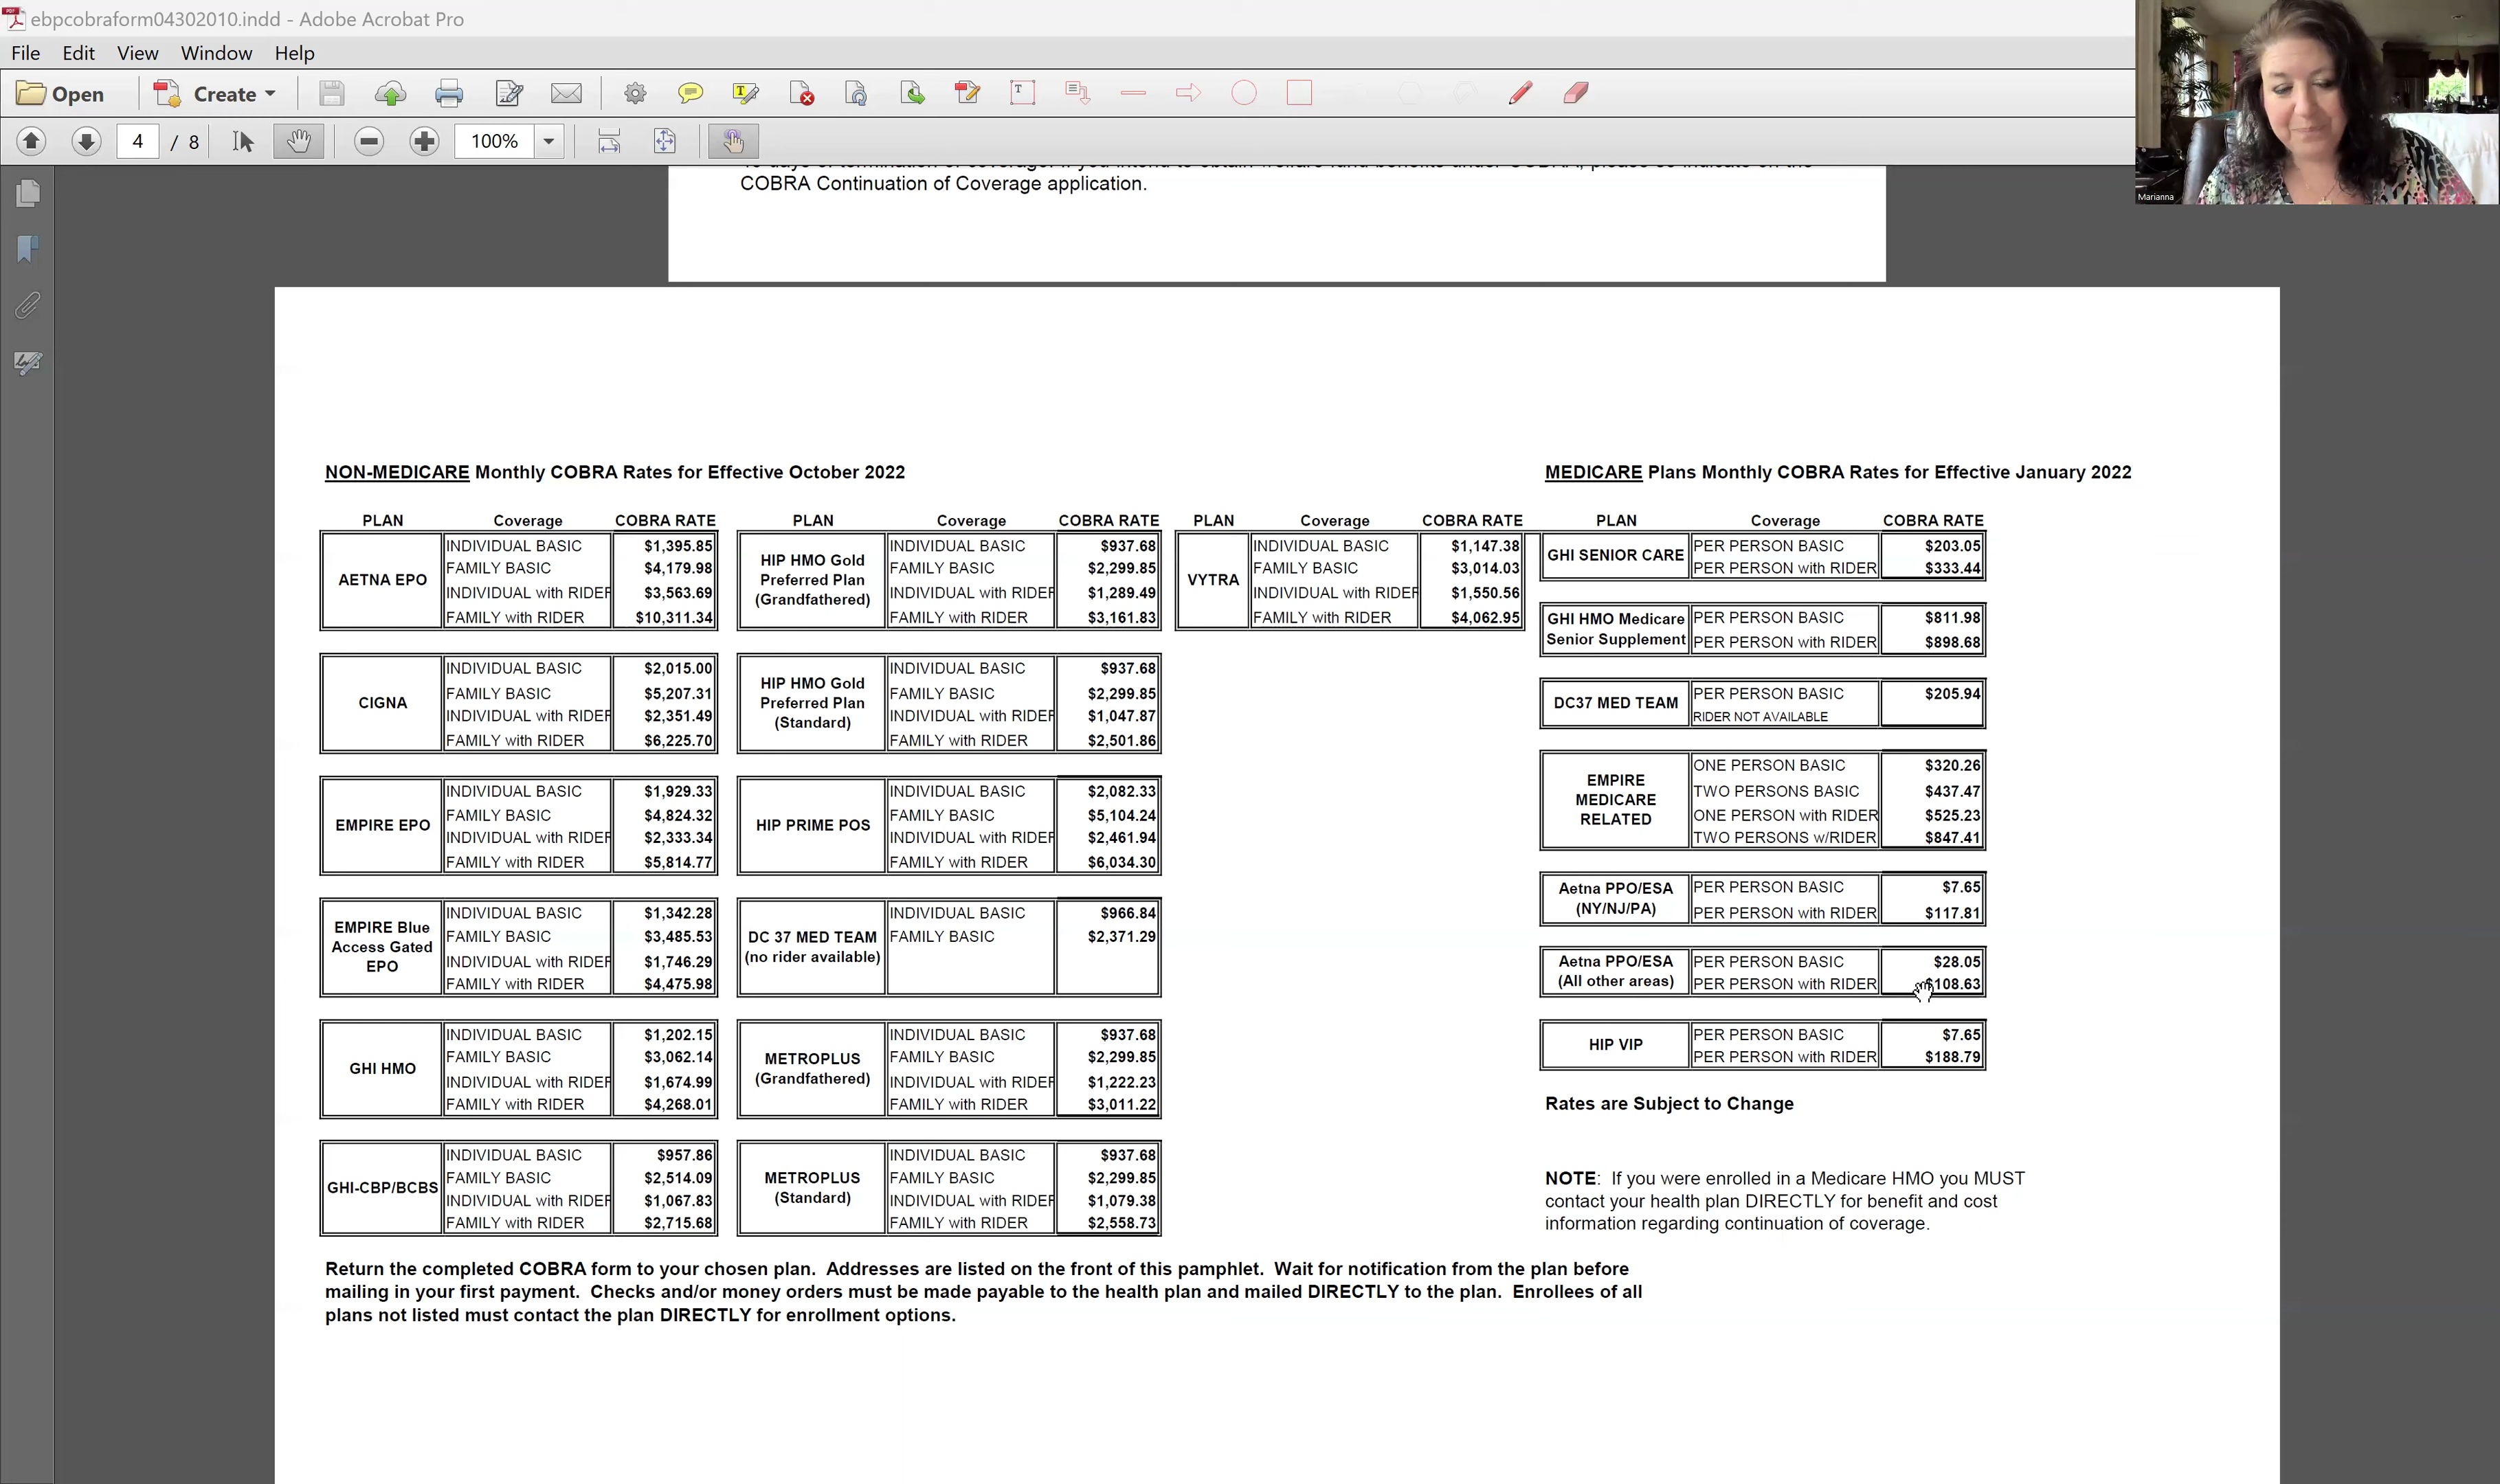 ebpcobraform04302010.indd - Adobe Acrobat Pro
File Edit View Window Help
Open Create
4 / 8 100%
Marianna
COBRA Continuation of Coverage application.
NON-MEDICARE Monthly COBRA Rates for Effective October 2022
PLAN Coverage COBRA RATE
AETNA EPO
INDIVIDUAL BASIC $1,395.85
FAMILY BASIC $4,179.98
INDIVIDUAL with RIDER $3,563.69
FAMILY with RIDER $10,311.34
CIGNA
INDIVIDUAL BASIC $2,015.00
FAMILY BASIC $5,207.31
INDIVIDUAL with RIDER $2,351.49
FAMILY with RIDER $6,225.70
EMPIRE EPO
INDIVIDUAL BASIC $1,929.33
FAMILY BASIC $4,824.32
INDIVIDUAL with RIDER $2,333.34
FAMILY with RIDER $5,814.77
EMPIRE Blue
Access Gated
EPO
INDIVIDUAL BASIC $1,342.28
FAMILY BASIC $3,485.53
INDIVIDUAL with RIDER $1,746.29
FAMILY with RIDER $4,475.98
GHI HMO
INDIVIDUAL BASIC $1,202.15
FAMILY BASIC $3,062.14
INDIVIDUAL with RIDER $1,674.99
FAMILY with RIDER $4,268.01
GHI-CBP/BCBS
INDIVIDUAL BASIC $957.86
FAMILY BASIC $2,514.09
INDIVIDUAL with RIDER $1,067.83
FAMILY with RIDER $2,715.68
PLAN Coverage COBRA RATE
HIP HMO Gold
Preferred Plan
(Grandfathered)
INDIVIDUAL BASIC $937.68
FAMILY BASIC $2,299.85
INDIVIDUAL with RIDER $1,289.49
FAMILY with RIDER $3,161.83
HIP HMO Gold
Preferred Plan
(Standard)
INDIVIDUAL BASIC $937.68
FAMILY BASIC $2,299.85
INDIVIDUAL with RIDER $1,047.87
FAMILY with RIDER $2,501.86
HIP PRIME POS
INDIVIDUAL BASIC $2,082.33
FAMILY BASIC $5,104.24
INDIVIDUAL with RIDER $2,461.94
FAMILY with RIDER $6,034.30
DC 37 MED TEAM
(no rider available)
INDIVIDUAL BASIC $966.84
FAMILY BASIC $2,371.29
METROPLUS
(Grandfathered)
INDIVIDUAL BASIC $937.68
FAMILY BASIC $2,299.85
INDIVIDUAL with RIDER $1,222.23
FAMILY with RIDER $3,011.22
METROPLUS
(Standard)
INDIVIDUAL BASIC $937.68
FAMILY BASIC $2,299.85
INDIVIDUAL with RIDER $1,079.38
FAMILY with RIDER $2,558.73
PLAN Coverage COBRA RATE
VYTRA
INDIVIDUAL BASIC $1,147.38
FAMILY BASIC $3,014.03
INDIVIDUAL with RIDER $1,550.56
FAMILY with RIDER $4,062.95
MEDICARE Plans Monthly COBRA Rates for Effective January 2022
PLAN Coverage COBRA RATE
GHI SENIOR CARE
PER PERSON BASIC $203.05
PER PERSON with RIDER $333.44
GHI HMO Medicare
Senior Supplement
PER PERSON BASIC $811.98
PER PERSON with RIDER $898.68
DC37 MED TEAM
PER PERSON BASIC $205.94
RIDER NOT AVAILABLE
EMPIRE
MEDICARE
RELATED
ONE PERSON BASIC $320.26
TWO PERSONS BASIC $437.47
ONE PERSON with RIDER $525.23
TWO PERSONS w/RIDER $847.41
Aetna PPO/ESA
(NY/NJ/PA)
PER PERSON BASIC $7.65
PER PERSON with RIDER $117.81
Aetna PPO/ESA
(All other areas)
PER PERSON BASIC $28.05
PER PERSON with RIDER $108.63
HIP VIP
PER PERSON BASIC $7.65
PER PERSON with RIDER $188.79
Rates are Subject to Change
NOTE: If you were enrolled in a Medicare HMO you MUST
contact your health plan DIRECTLY for benefit and cost
information regarding continuation of coverage.
Return the completed COBRA form to your chosen plan. Addresses are listed on the front of this pamphlet. Wait for notification from the plan before
mailing in your first payment. Checks and/or money orders must be made payable to the health plan and mailed DIRECTLY to the plan. Enrollees of all
plans not listed must contact the plan DIRECTLY for enrollment options.